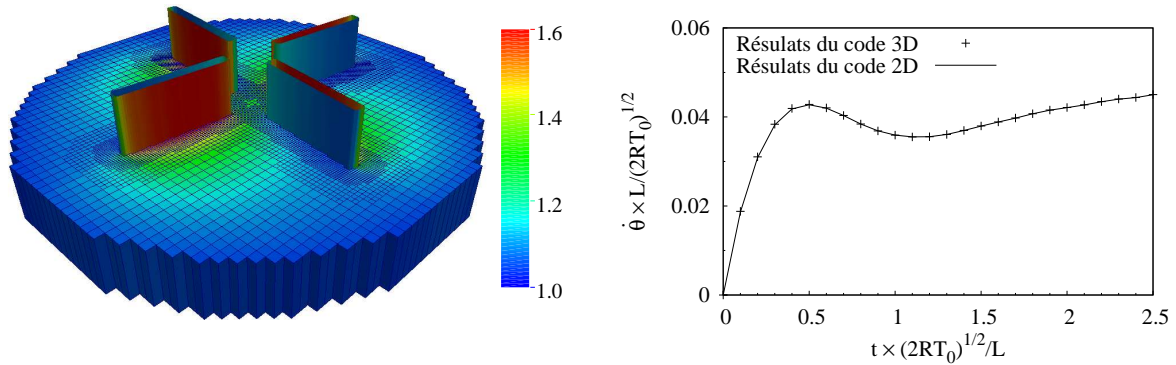 1.6
1.4
1.2
1.0
0.06
0.04
0.02
0
θ̇ × L/(2RT₀)^1/2
Résulats du code 3D
Résulats du code 2D
0 0.5 1 1.5 2 2.5
t × (2RT₀)^1/2/L